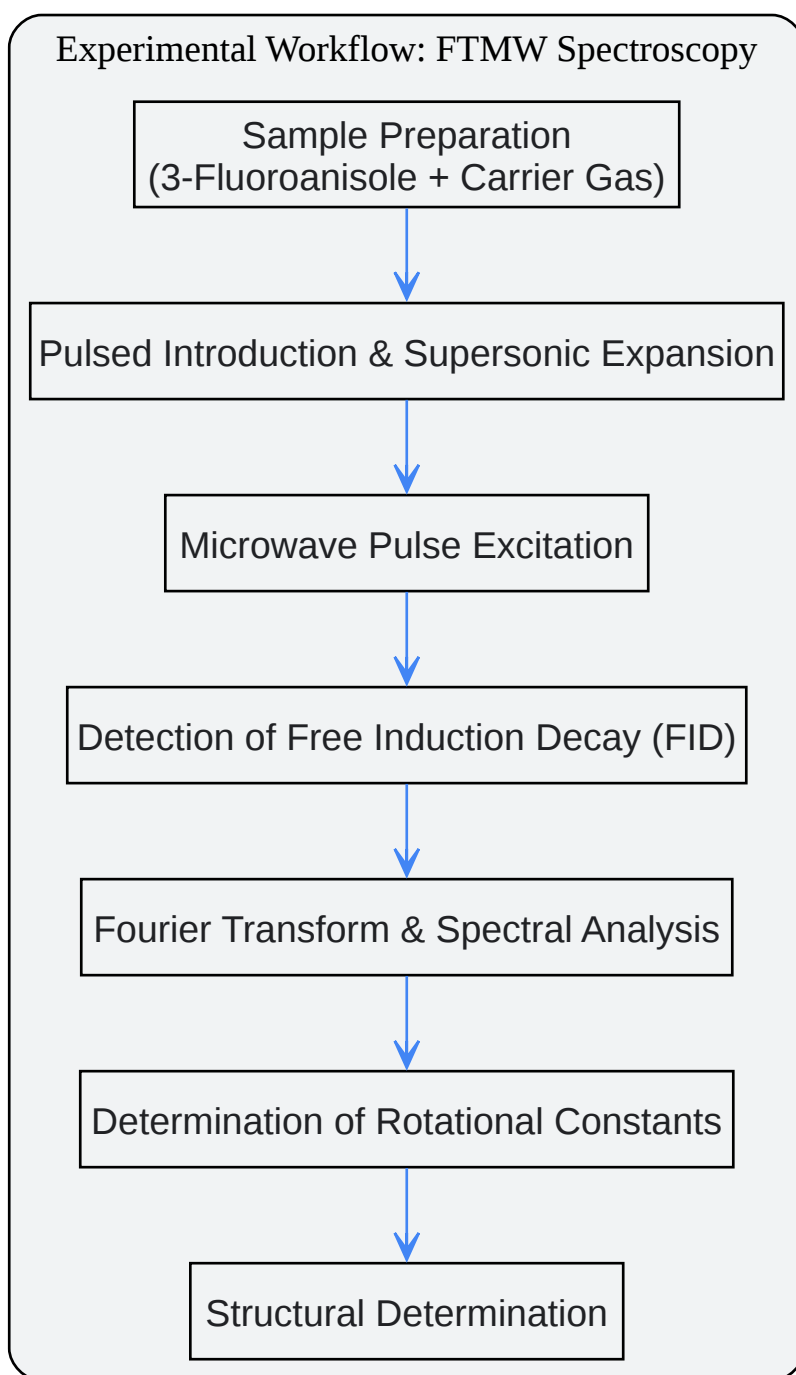 Experimental Workflow: FTMW Spectroscopy
Sample Preparation
(3-Fluoroanisole + Carrier Gas)
Pulsed Introduction & Supersonic Expansion
Microwave Pulse Excitation
Detection of Free Induction Decay (FID)
Fourier Transform & Spectral Analysis
Determination of Rotational Constants
Structural Determination